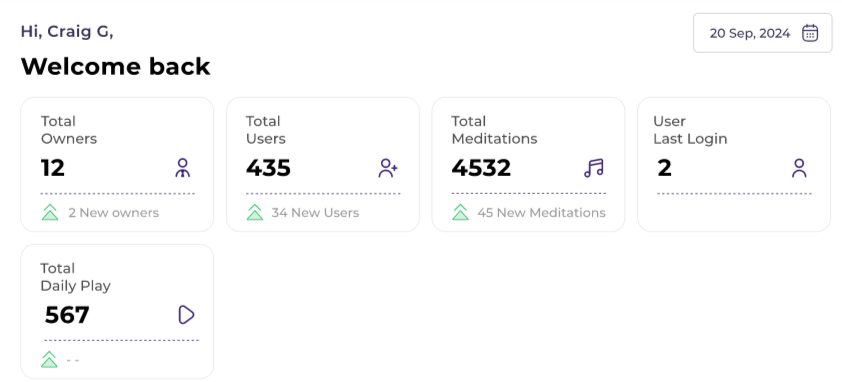 Hi, Craig G,
20 Sep, 2024
Welcome back
Total
Owners
12
2 New owners
Total
Users
435
34 New Users
Total
Meditations
4532
45 New Meditations
User
Last Login
2
Total
Daily Play
567
- -